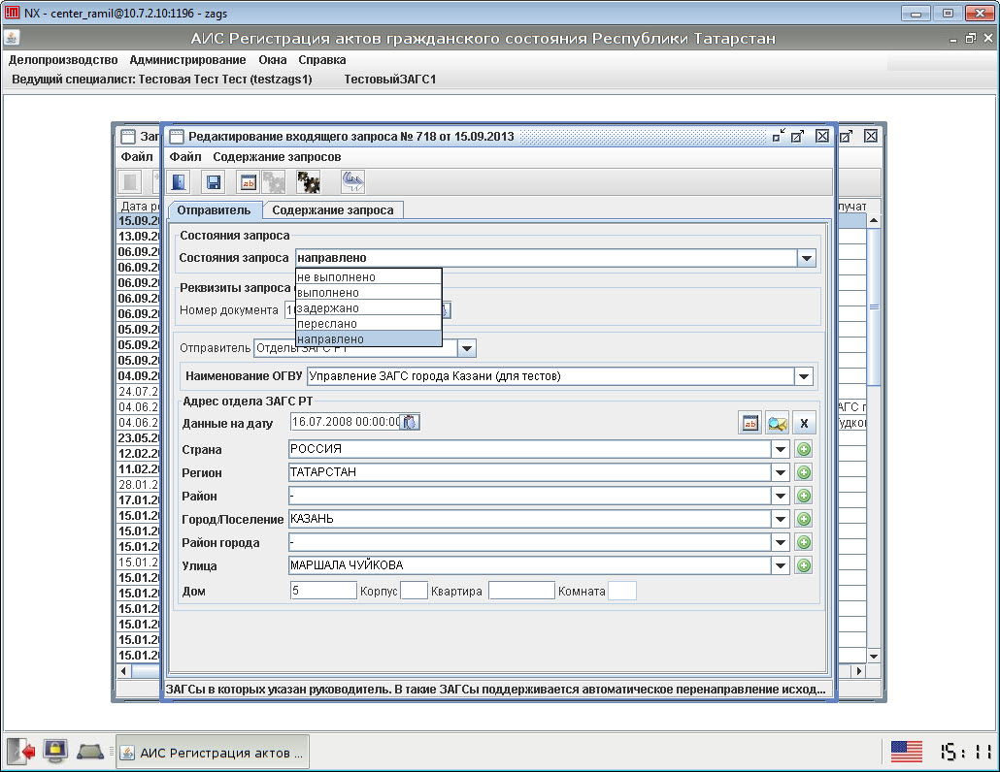 NX - center_ramil@10.7.2.10:1196 - zags
АИС Регистрация актов гражданского состояния Республики Татарстан
Делопроизводство Администрирование Окна Справка
Ведущий специалист: Тестовая Тест Тест (testzags1) ТестовыйЗАГС1
Зап
Редактирование входящего запроса № 718 от 15.09.2013
Файл
Файл Содержание запросов
Отправитель Содержание запроса
Дата ре
лучат
15.09.20
13.09.20
06.09.20
06.09.20
06.09.20
06.09.20
06.09.20
05.09.20
05.09.20
05.09.20
04.09.20
24.07.2
04.06.2
04.06.2
23.05.20
12.02.20
11.02.20
28.01.2
17.01.20
15.01.20
15.01.20
15.01.20
15.01.2
15.01.20
15.01.20
15.01.20
15.01.20
15.01.20
15.01.20
АГС г
удко
Состояния запроса
Состояния запроса направлено
не выполнено
выполнено
задержано
переслано
направлено
Реквизиты запроса
Номер документа
Отправитель Отделы ЗАГС РТ
Наименование ОГВУ Управление ЗАГС города Казани (для тестов)
Адрес отдела ЗАГС РТ
Данные на дату 16.07.2008 00:00:00 ab X
Страна РОССИЯ
Регион ТАТАРСТАН
Район -
Город/Поселение КАЗАНЬ
Район города -
Улица МАРШАЛА ЧУЙКОВА
Дом 5 Корпус Квартира Комната
ЗАГСы в которых указан руководитель. В такие ЗАГСы поддерживается автоматическое перенаправление исход...
АИС Регистрация актов ...
15:11